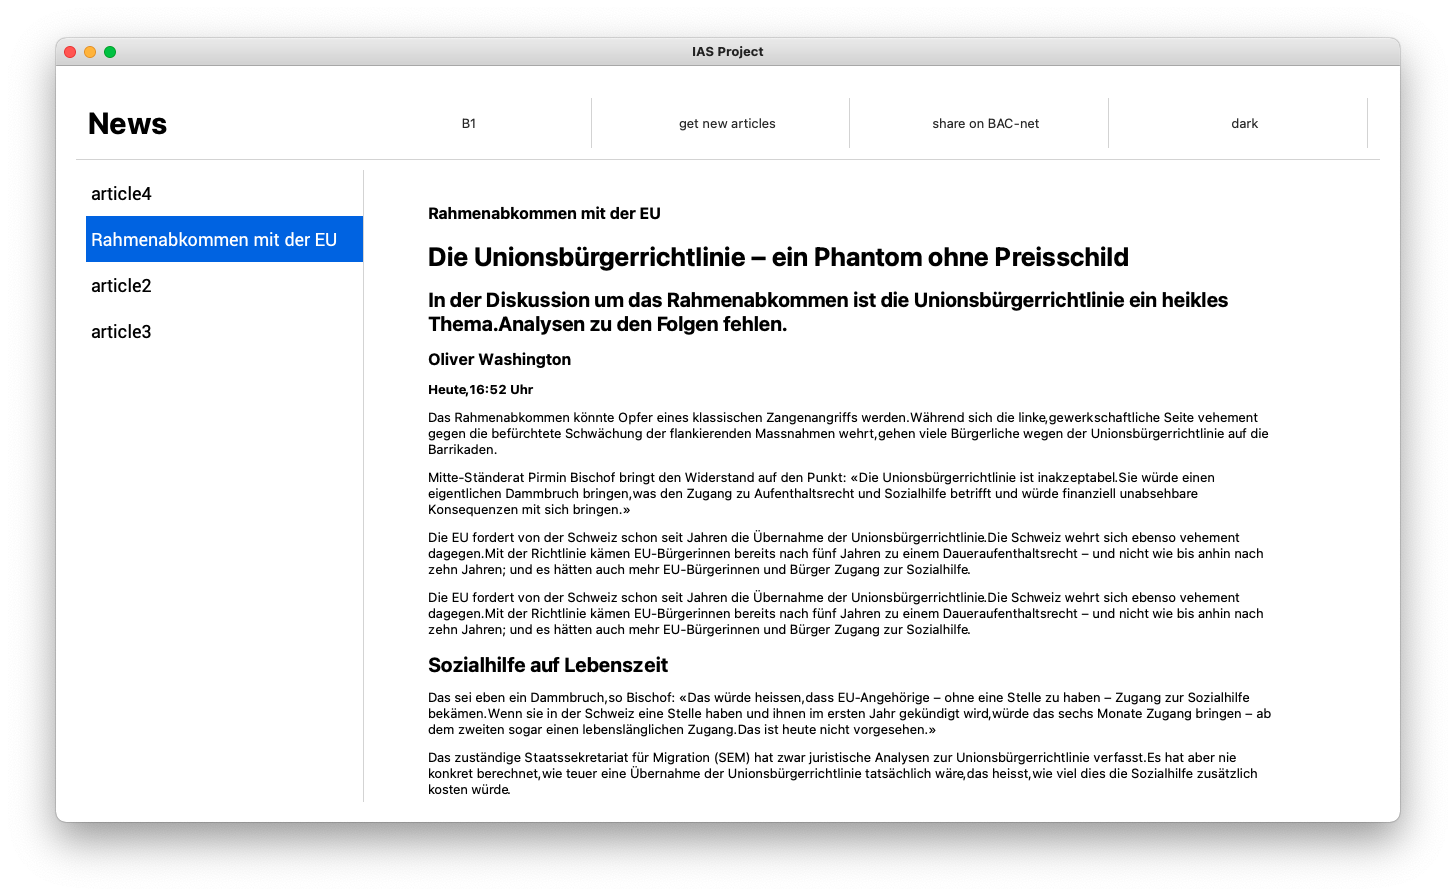 IAS Project
News
B1
get new articles
share on BAC-net
dark
article4
Rahmenabkommen mit der EU
article2
article3
Rahmenabkommen mit der EU
Die Unionsbürgerrichtlinie – ein Phantom ohne Preisschild
In der Diskussion um das Rahmenabkommen ist die Unionsbürgerrichtlinie ein heikles
Thema.Analysen zu den Folgen fehlen.
Oliver Washington
Heute,16:52 Uhr
Das Rahmenabkommen könnte Opfer eines klassischen Zangenangriffs werden.Während sich die linke,gewerkschaftliche Seite vehement
gegen die befürchtete Schwächung der flankierenden Massnahmen wehrt,gehen viele Bürgerliche wegen der Unionsbürgerrichtlinie auf die
Barrikaden.
Mitte-Ständerat Pirmin Bischof bringt den Widerstand auf den Punkt: «Die Unionsbürgerrichtlinie ist inakzeptabel.Sie würde einen
eigentlichen Dammbruch bringen,was den Zugang zu Aufenthaltsrecht und Sozialhilfe betrifft und würde finanziell unabsehbare
Konsequenzen mit sich bringen.»
Die EU fordert von der Schweiz schon seit Jahren die Übernahme der Unionsbürgerrichtlinie.Die Schweiz wehrt sich ebenso vehement
dagegen.Mit der Richtlinie kämen EU-Bürgerinnen bereits nach fünf Jahren zu einem Daueraufenthaltsrecht – und nicht wie bis anhin nach
zehn Jahren; und es hätten auch mehr EU-Bürgerinnen und Bürger Zugang zur Sozialhilfe.
Die EU fordert von der Schweiz schon seit Jahren die Übernahme der Unionsbürgerrichtlinie.Die Schweiz wehrt sich ebenso vehement
dagegen.Mit der Richtlinie kämen EU-Bürgerinnen bereits nach fünf Jahren zu einem Daueraufenthaltsrecht – und nicht wie bis anhin nach
zehn Jahren; und es hätten auch mehr EU-Bürgerinnen und Bürger Zugang zur Sozialhilfe.
Sozialhilfe auf Lebenszeit
Das sei eben ein Dammbruch,so Bischof: «Das würde heissen,dass EU-Angehörige – ohne eine Stelle zu haben – Zugang zur Sozialhilfe
bekämen.Wenn sie in der Schweiz eine Stelle haben und ihnen im ersten Jahr gekündigt wird,würde das sechs Monate Zugang bringen – ab
dem zweiten sogar einen lebenslänglichen Zugang.Das ist heute nicht vorgesehen.»
Das zuständige Staatssekretariat für Migration (SEM) hat zwar juristische Analysen zur Unionsbürgerrichtlinie verfasst.Es hat aber nie
konkret berechnet,wie teuer eine Übernahme der Unionsbürgerrichtlinie tatsächlich wäre,das heisst,wie viel dies die Sozialhilfe zusätzlich
kosten würde.